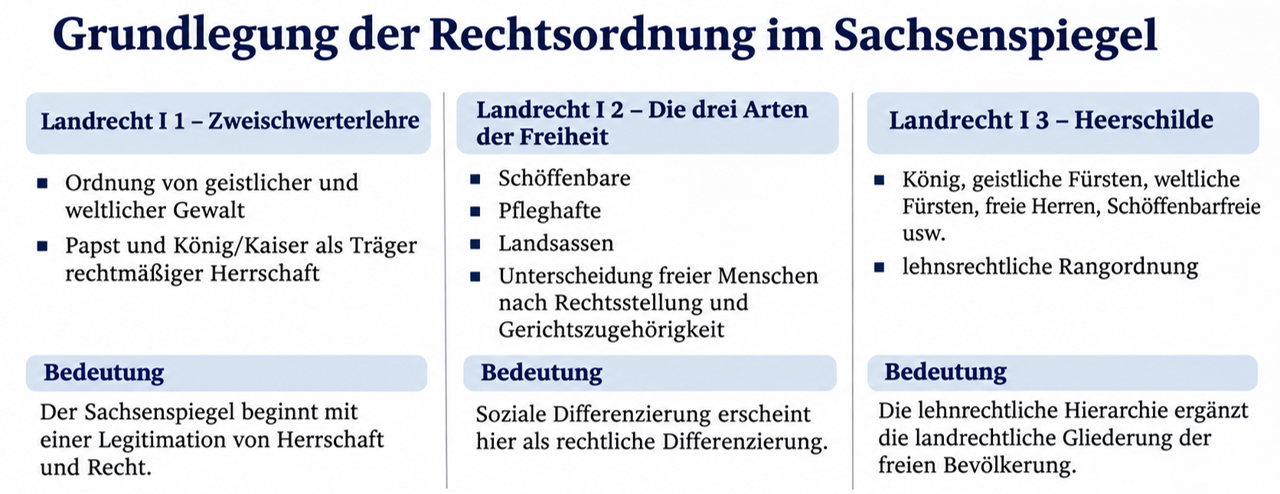 Grundlegung der Rechtsordnung im Sachsenspiegel
Landrecht I 1 – Zweischwerterlehre
■ Ordnung von geistlicher und
weltlicher Gewalt
■ Papst und König/Kaiser als Träger
rechtmäßiger Herrschaft
Bedeutung
Der Sachsenspiegel beginnt mit
einer Legitimation von Herrschaft
und Recht.
Landrecht I 2 – Die drei Arten
der Freiheit
■ Schöffenbare
■ Pfleghafte
■ Landsassen
■ Unterscheidung freier Menschen
nach Rechtsstellung und
Gerichtszugehörigkeit
Bedeutung
Soziale Differenzierung erscheint
hier als rechtliche Differenzierung.
Landrecht I 3 – Heerschilde
■ König, geistliche Fürsten, weltliche
Fürsten, freie Herren, Schöffenbarfreie
usw.
■ lehnsrechtliche Rangordnung
Bedeutung
Die lehnrechtliche Hierarchie ergänzt
die landrechtliche Gliederung der
freien Bevölkerung.